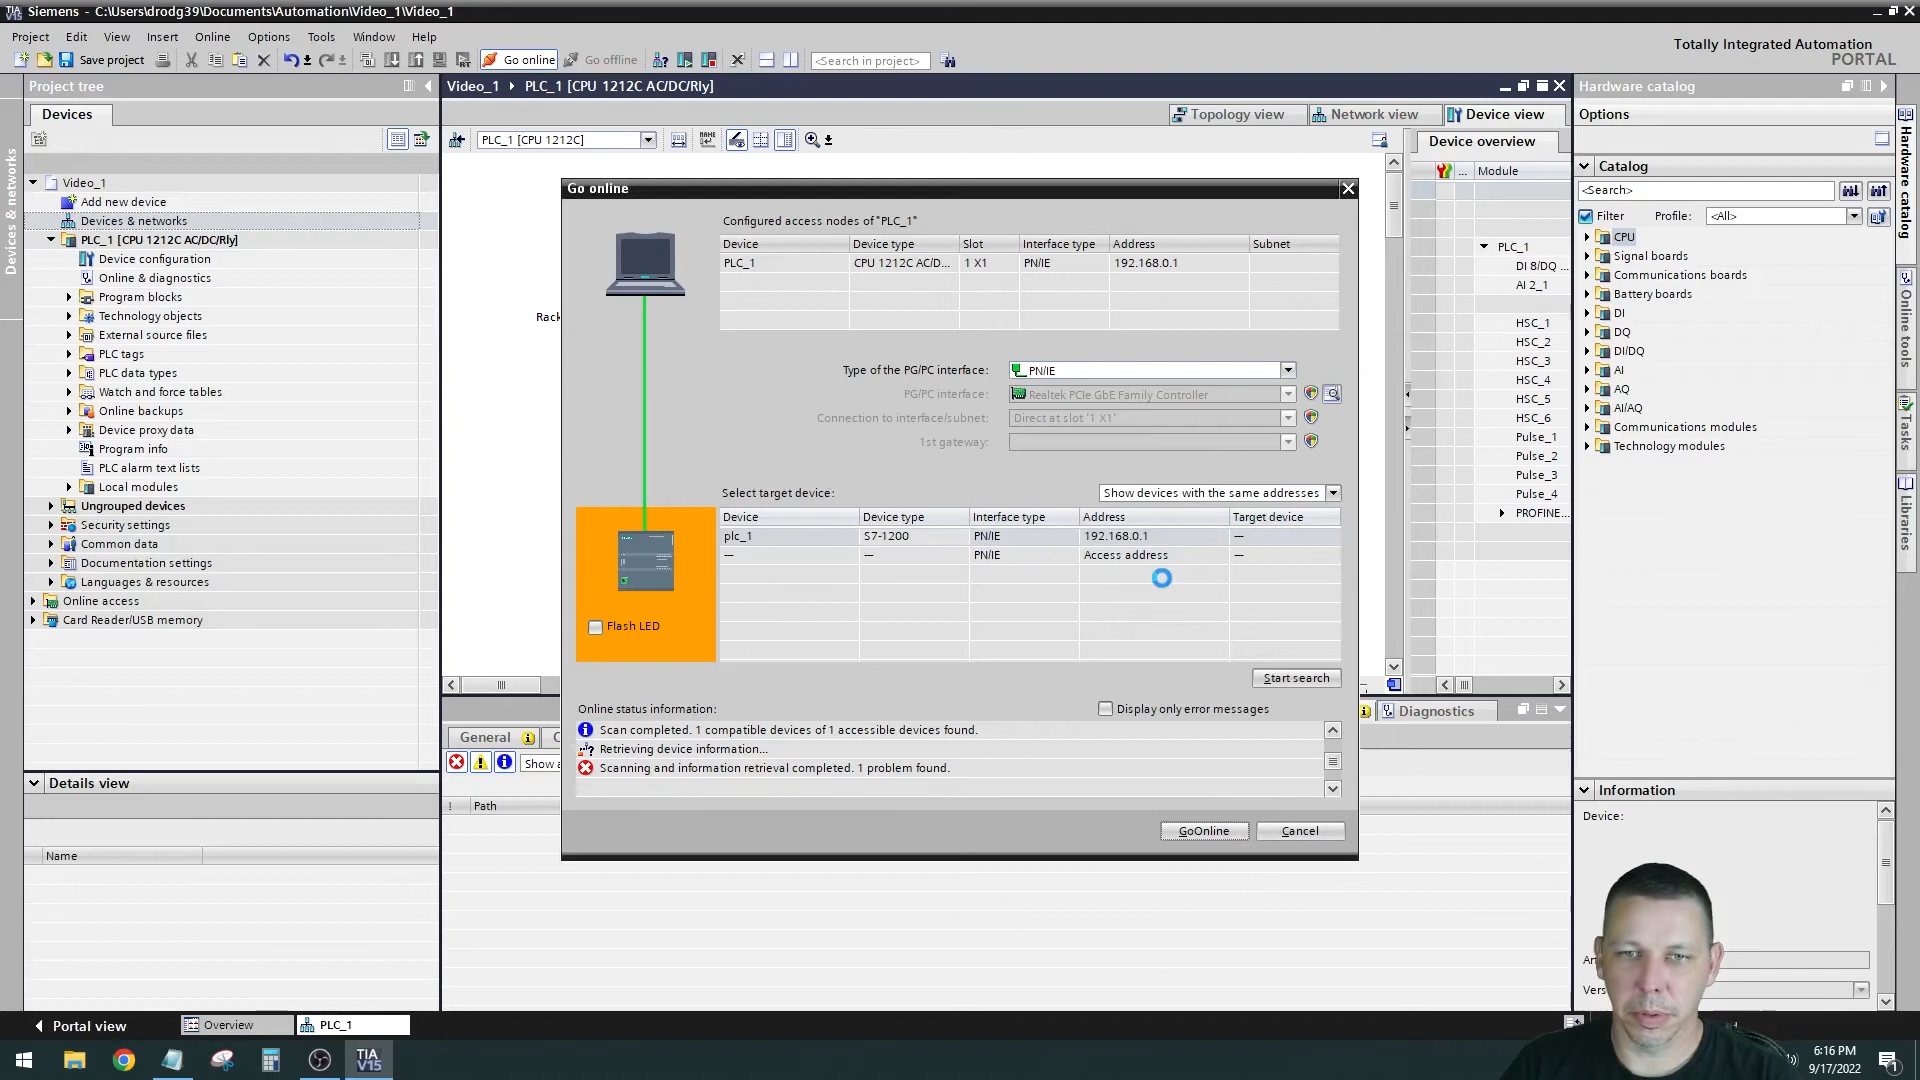 Siemens - C:\Users\drodg39\Documents\Automation\Video_1\Video_1
Project Edit View Insert Online Options Tools Window Help
Totally Integrated Automation
PORTAL
Save project
Go online
Go offline
<Search in project>
Project tree
Devices
Devices & networks
Video_1
Add new device
Devices & networks
PLC_1 [CPU 1212C AC/DC/Rly]
Device configuration
Online & diagnostics
Program blocks
Technology objects
External source files
PLC tags
PLC data types
Watch and force tables
Online backups
Device proxy data
Program info
PLC alarm text lists
Local modules
Ungrouped devices
Security settings
Common data
Documentation settings
Languages & resources
Online access
Card Reader/USB memory
Details view
Name
Video_1 PLC_1 [CPU 1212C AC/DC/Rly]
Topology view Network view Device view
PLC_1 [CPU 1212C]
Rack
Device overview
... Module
PLC_1
DI 8/DQ ...
AI 2_1
HSC_1
HSC_2
HSC_3
HSC_4
HSC_5
HSC_6
Pulse_1
Pulse_2
Pulse_3
Pulse_4
PROFINE...
Go online
Configured access nodes of "PLC_1"
Device Device type Slot Interface type Address Subnet
PLC_1 CPU 1212C AC/D... 1 X1 PN/IE 192.168.0.1
Type of the PG/PC interface: PN/IE
PG/PC interface: Realtek PCIe GbE Family Controller
Connection to interface/subnet: Direct at slot '1 X1'
1st gateway:
Select target device: Show devices with the same addresses
Device Device type Interface type Address Target device
plc_1 S7-1200 PN/IE 192.168.0.1 —
— — PN/IE Access address —
Flash LED
Start search
Online status information:
Display only error messages
Scan completed. 1 compatible devices of 1 accessible devices found.
Retrieving device information...
Scanning and information retrieval completed. 1 problem found.
GoOnline Cancel
General
Diagnostics
Show a
! Path
Hardware catalog
Options
Catalog
<Search>
Filter Profile: <All>
CPU
Signal boards
Communications boards
Battery boards
DI
DQ
DI/DQ
AI
AQ
AI/AQ
Communications modules
Technology modules
Information
Device:
Hardware catalog
Online tools
Tasks
Libraries
Portal view
Overview
PLC_1
TIA
V15
6:16 PM
9/17/2022